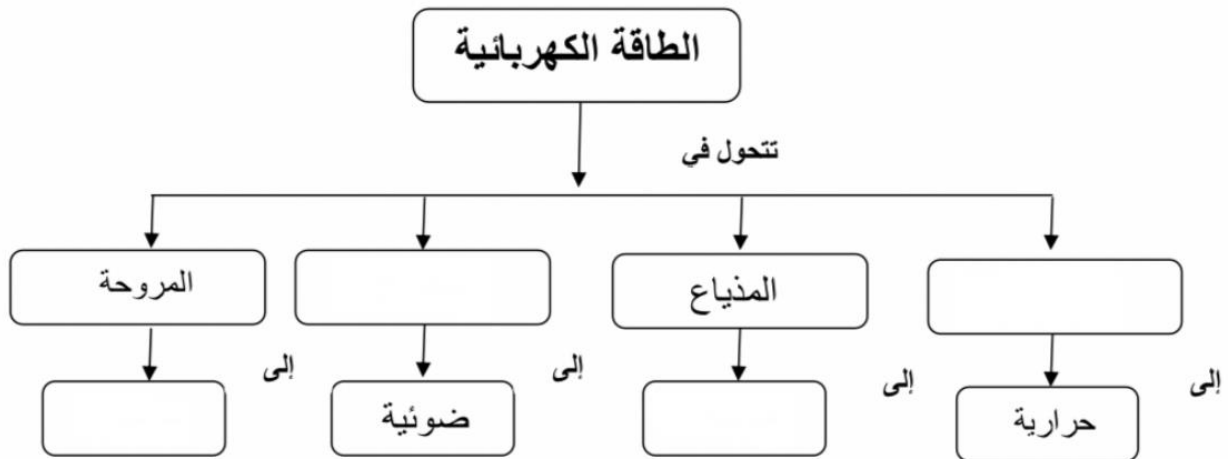 الطاقة الكهربائية
تتحول في
المذياع
المروحة
إلى
إلى
إلى
إلى
حرارية
ضوئية